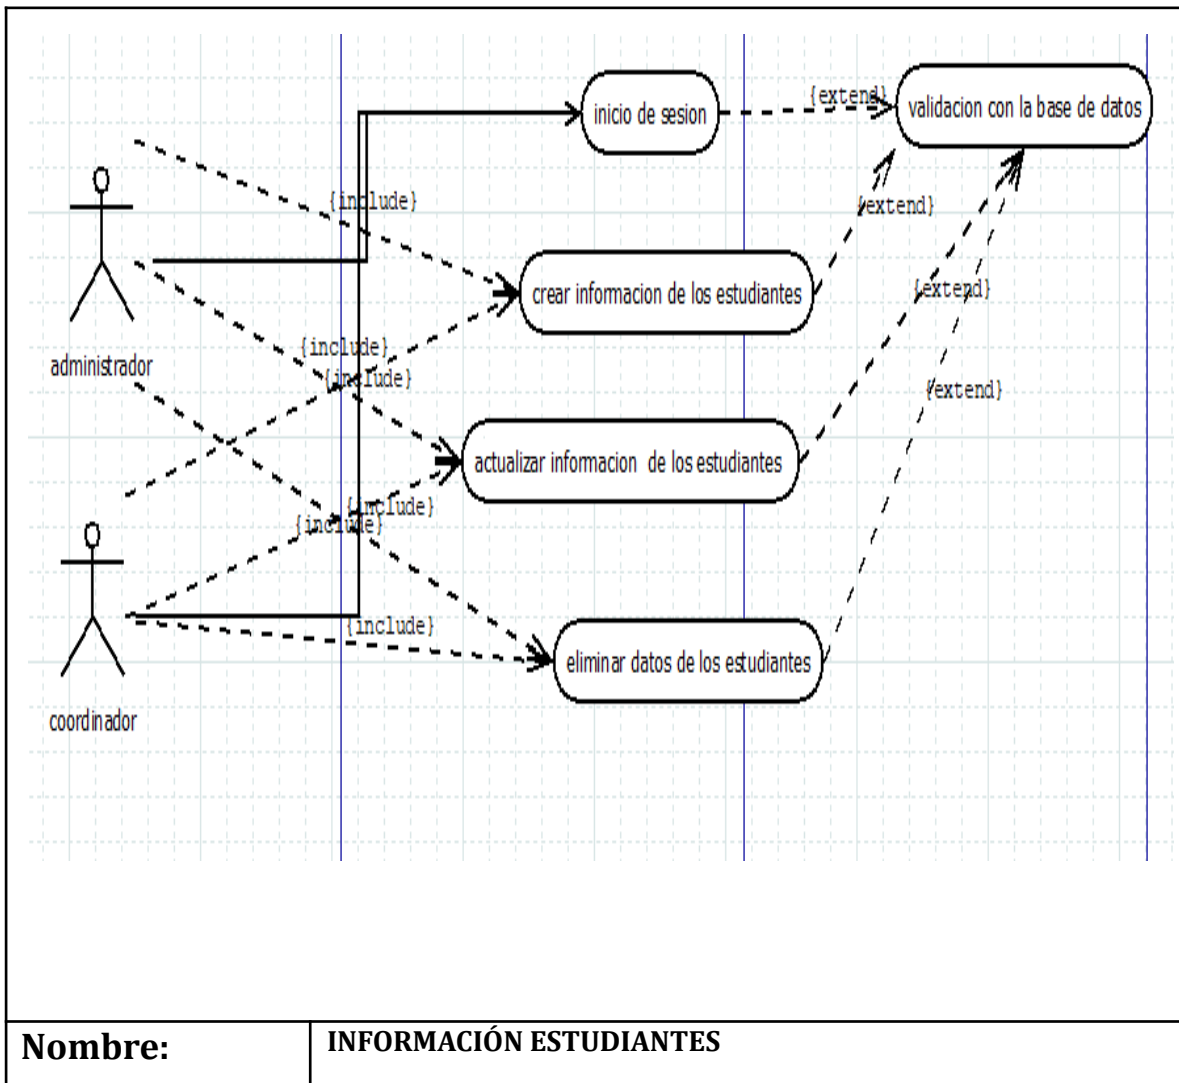 inicio de sesion
{extend}
validacion con la base de datos
{include}
{extend}
crear informacion de los estudiantes
{extend}
administrador
{include}
{include}
{extend}
actualizar informacion de los estudiantes
{include}
{include}
{include}
eliminar datos de los estudiantes
coordinador
Nombre:
INFORMACIÓN ESTUDIANTES